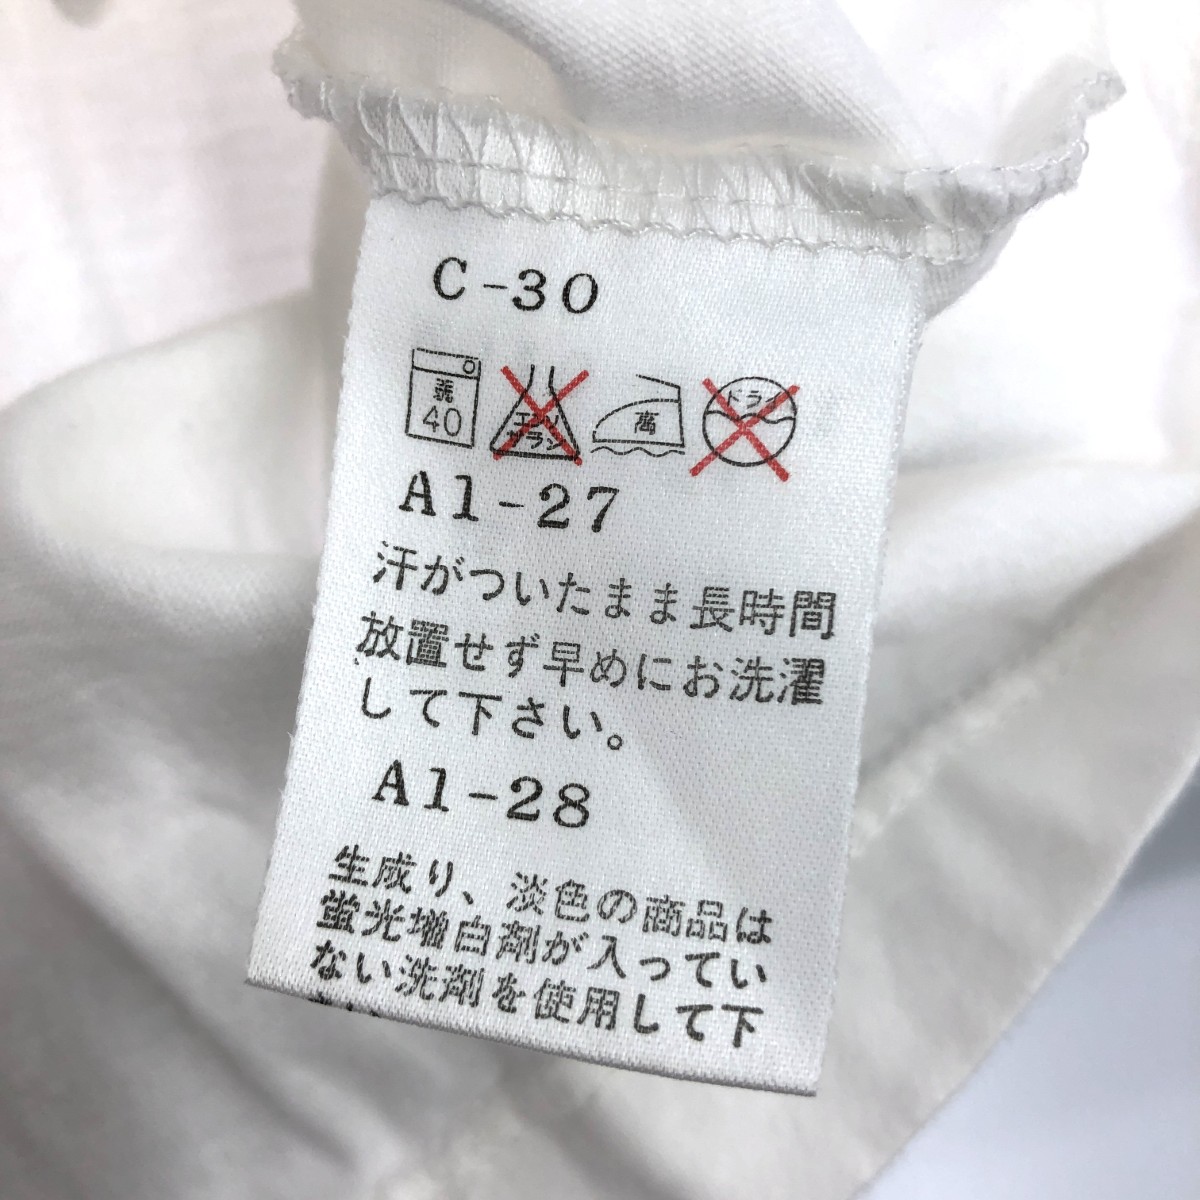 C-30
弱 40 エンソ サラシ 高 ドライ
A1-27
汗がついたまま長時間
放置せず早めにお洗濯
して下さい。
A1-28
生成り、淡色の商品は
蛍光増白剤が入ってい
ない洗剤を使用して下